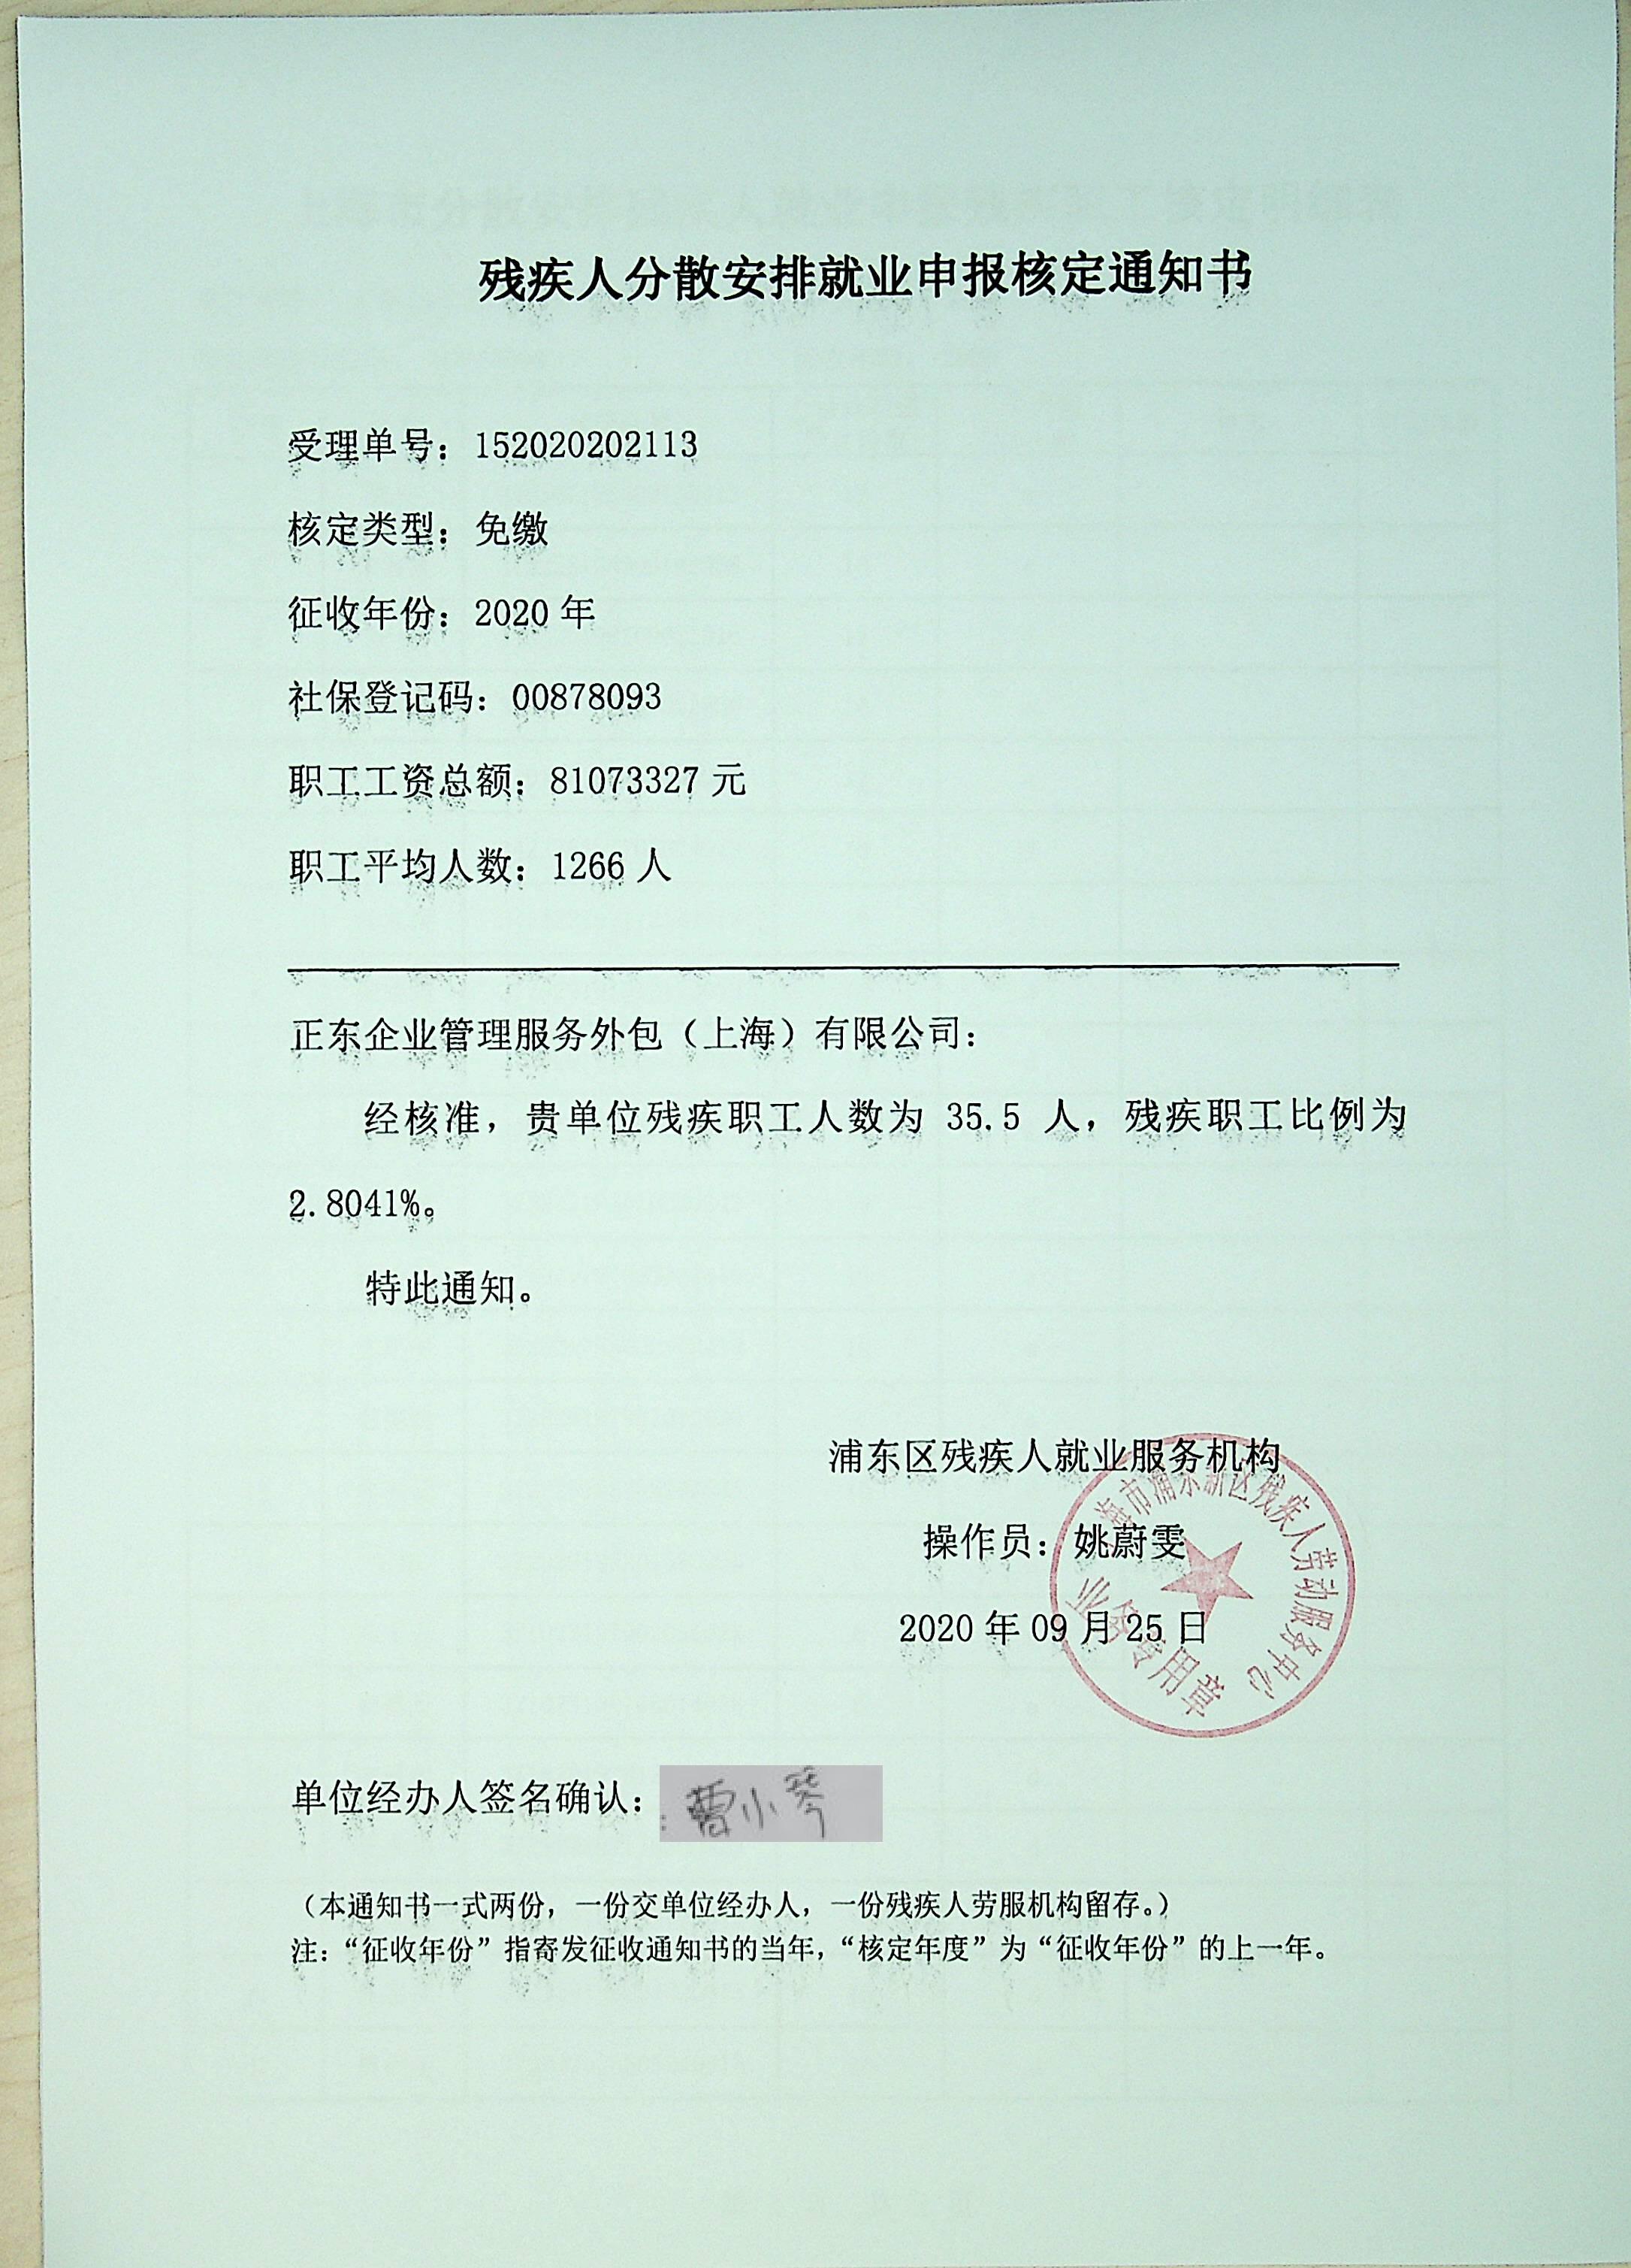 残疾人分散安排就业申报核定通知书
受理单号：152020202113
核定类型：免缴
征收年份：2020 年
社保登记码：00878093
职工工资总额：81073327 元
职工平均人数：1266 人
正东企业管理服务外包（上海）有限公司：
经核准，贵单位残疾职工人数为 35.5 人，残疾职工比例为
2.8041%。
特此通知。
浦东区残疾人就业服务机构
操作员：姚蔚雯
2020 年 09 月 25 日
海市浦东新区残疾人劳动服务中心
业务专用章
单位经办人签名确认：曹小琴
（本通知书一式两份，一份交单位经办人，一份残疾人劳服机构留存。）
注：“征收年份”指寄发征收通知书的当年，“核定年度”为“征收年份”的上一年。